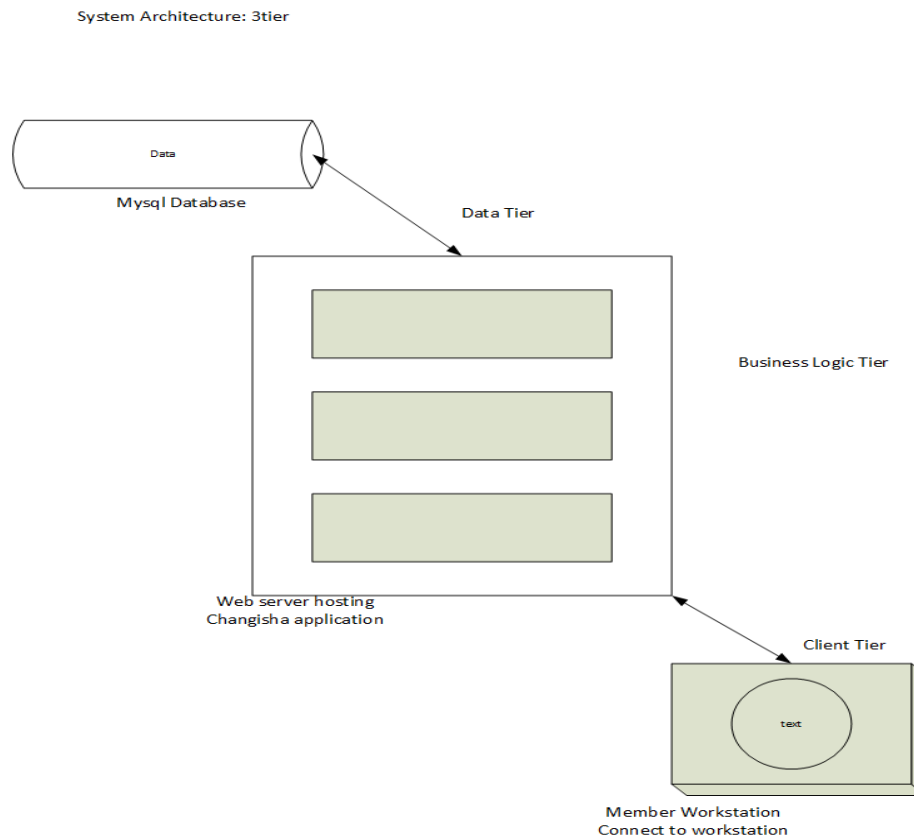 System Architecture: 3tier
Data
Mysql Database
Data Tier
Business Logic Tier
Web server hosting
Changisha application
Client Tier
text
Member Workstation
Connect to workstation